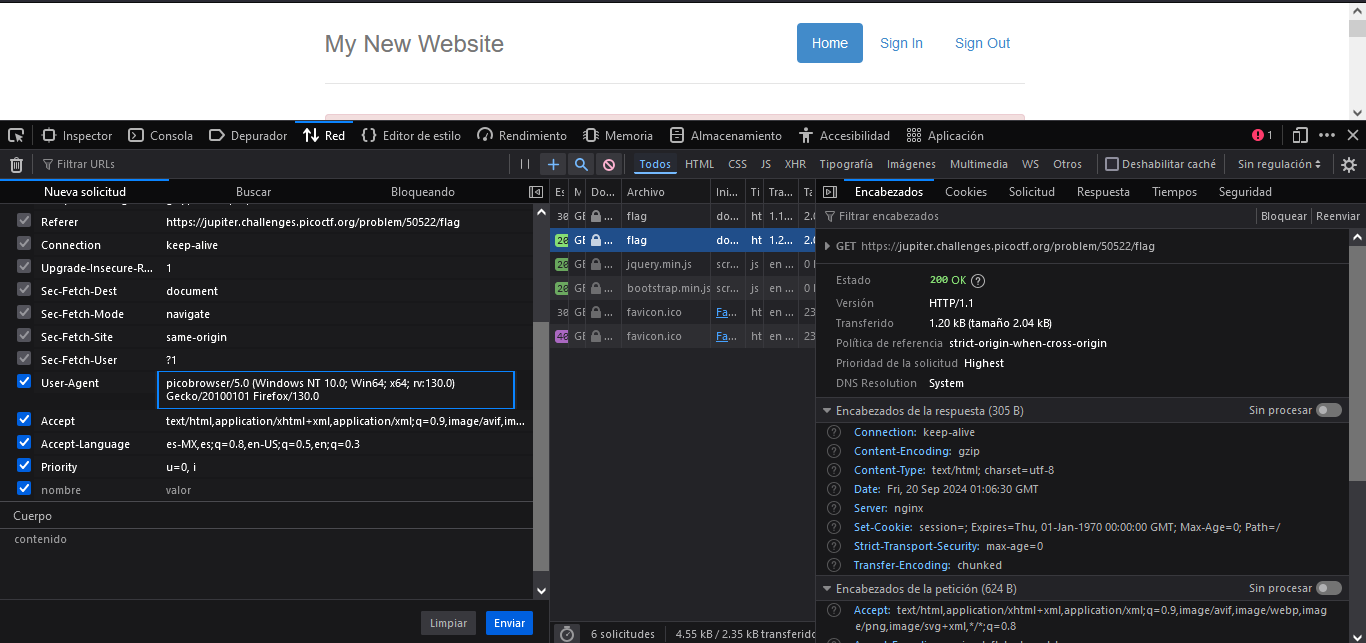 My New Website
Home Sign In Sign Out
Inspector Consola Depurador Red Editor de estilo Rendimiento Memoria Almacenamiento Accesibilidad Aplicación 1
Filtrar URLs
Todos HTML CSS JS XHR Tipografía Imágenes Multimedia WS Otros Deshabilitar caché Sin regulación
Nueva solicitud Buscar Bloqueando
Referer https://jupiter.challenges.picoctf.org/problem/50522/flag
Connection keep-alive
Upgrade-Insecure-R... 1
Sec-Fetch-Dest document
Sec-Fetch-Mode navigate
Sec-Fetch-Site same-origin
Sec-Fetch-User ?1
User-Agent picobrowser/5.0 (Windows NT 10.0; Win64; x64; rv:130.0)
Gecko/20100101 Firefox/130.0
Accept text/html,application/xhtml+xml,application/xml;q=0.9,image/avif,im...
Accept-Language es-MX,es;q=0.8,en-US;q=0.5,en;q=0.3
Priority u=0, i
nombre valor
Cuerpo
contenido
Limpiar Enviar
Es M Do... Archivo Ini... Ti Tra... Ta
30 GE ... flag do... ht 1.1... 2.0
20 GE ... flag do... ht 1.2... 2.0
20 GE ... jquery.min.js scr... js en ... 0 
20 GE ... bootstrap.min.js scr... js en ... 0 
30 GE ... favicon.ico Fa... ht en ... 23
40 GE ... favicon.ico Fa... ht en ... 23
6 solicitudes 4.55 kB / 2.35 kB transferido
Encabezados Cookies Solicitud Respuesta Tiempos Seguridad
Filtrar encabezados Bloquear Reenviar
GET https://jupiter.challenges.picoctf.org/problem/50522/flag
Estado 200 OK
Versión HTTP/1.1
Transferido 1.20 kB (tamaño 2.04 kB)
Política de referencia strict-origin-when-cross-origin
Prioridad de la solicitud Highest
DNS Resolution System
Encabezados de la respuesta (305 B) Sin procesar
Connection: keep-alive
Content-Encoding: gzip
Content-Type: text/html; charset=utf-8
Date: Fri, 20 Sep 2024 01:06:30 GMT
Server: nginx
Set-Cookie: session=; Expires=Thu, 01-Jan-1970 00:00:00 GMT; Max-Age=0; Path=/
Strict-Transport-Security: max-age=0
Transfer-Encoding: chunked
Encabezados de la petición (624 B) Sin procesar
Accept: text/html,application/xhtml+xml,application/xml;q=0.9,image/avif,image/webp,imag
e/png,image/svg+xml,*/*;q=0.8